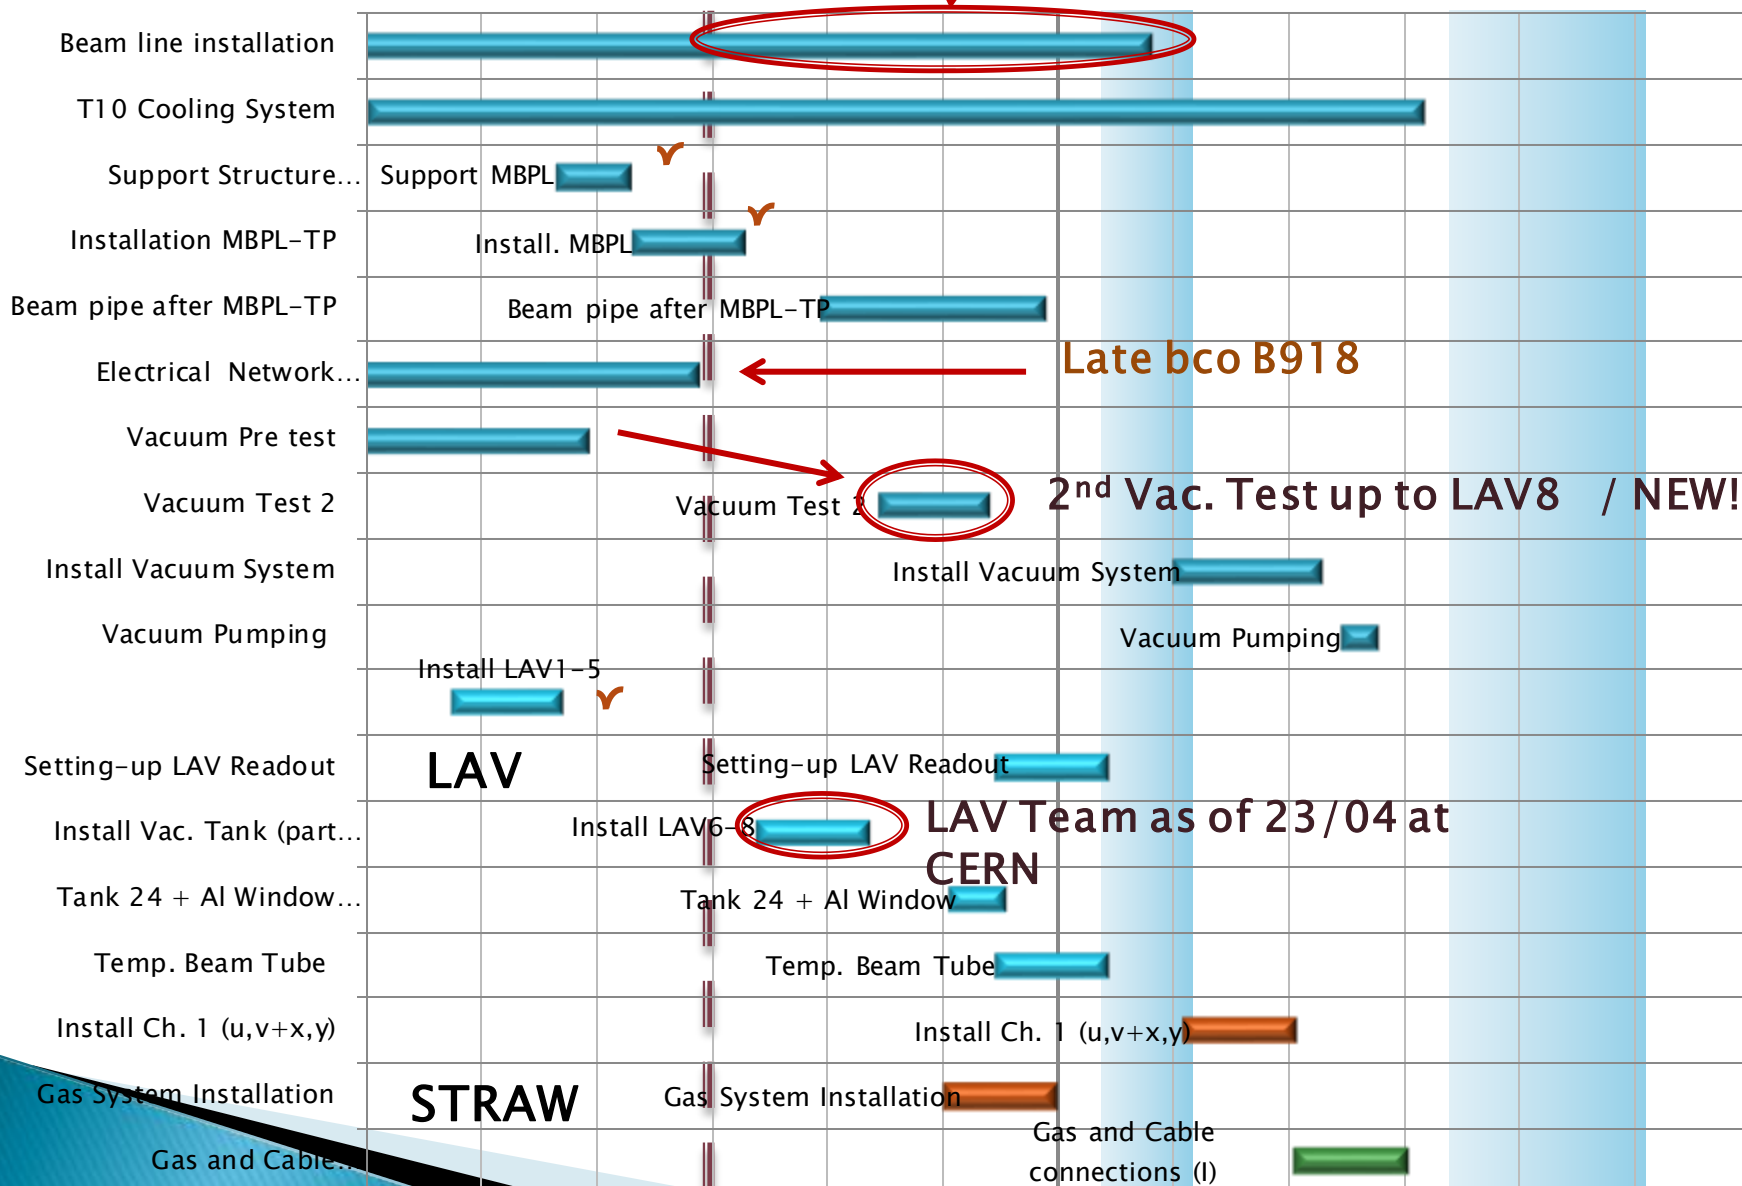 Beam line installation
T10 Cooling System
Support Structure... Support MBPL
Installation MBPL-TP Install. MBPL
Beam pipe after MBPL-TP Beam pipe after MBPL-TP
Electrical Network... Late bco B918
Vacuum Pre test
Vacuum Test 2 Vacuum Test 2 2nd Vac. Test up to LAV8 / NEW!
Install Vacuum System Install Vacuum System
Vacuum Pumping Vacuum Pumping
Install LAV1-5
Setting-up LAV Readout LAV Setting-up LAV Readout
Install Vac. Tank (part... Install LAV6-8 LAV Team as of 23/04 at
CERN
Tank 24 + Al Window... Tank 24 + Al Window
Temp. Beam Tube Temp. Beam Tube
Install Ch. 1 (u,v+x,y) Install Ch. 1 (u,v+x,y)
Gas System Installation STRAW Gas System Installation
Gas and Cable... Gas and Cable
connections (I)